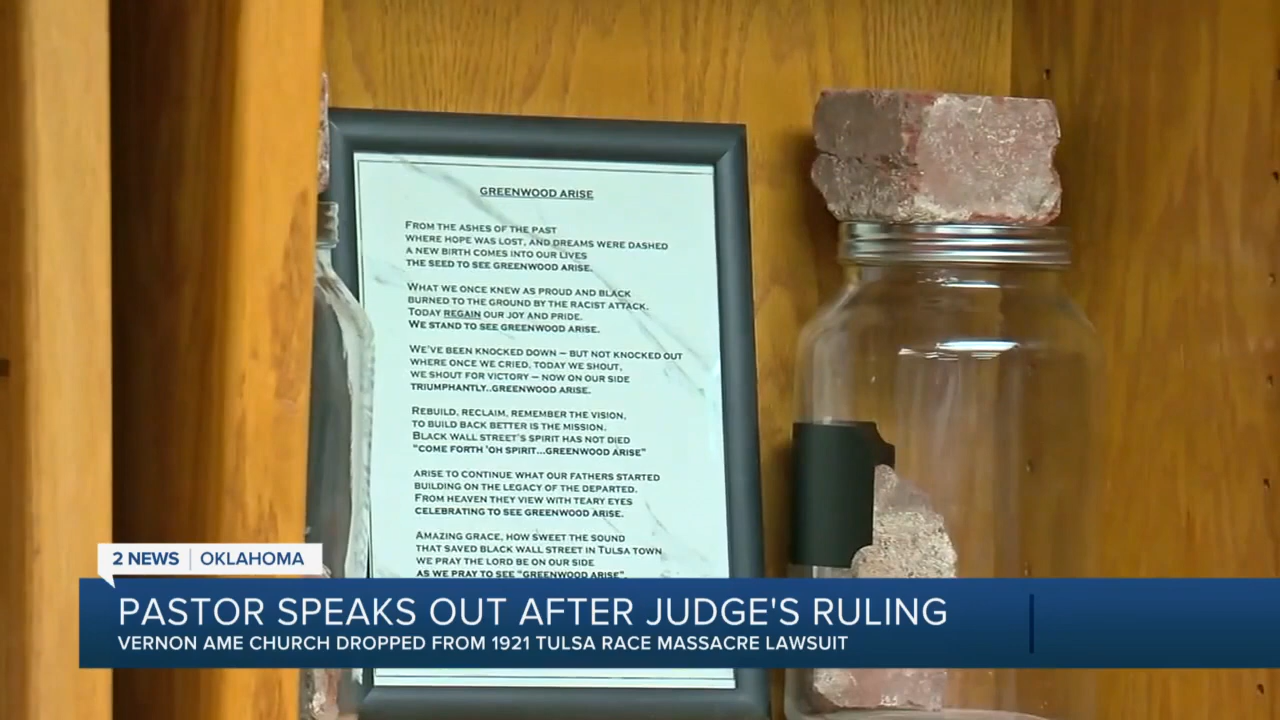 GREENWOOD ARISE
FROM THE ASHES OF THE PAST
WHERE HOPE WAS LOST, AND DREAMS WERE DASHED
A NEW BIRTH COMES INTO OUR LIVES
THE SEED TO SEE GREENWOOD ARISE.
WHAT WE ONCE KNEW AS PROUD AND BLACK
BURNED TO THE GROUND BY THE RACIST ATTACK.
TODAY REGAIN OUR JOY AND PRIDE.
WE STAND TO SEE GREENWOOD ARISE.
WE'VE BEEN KNOCKED DOWN – BUT NOT KNOCKED OUT
WHERE ONCE WE CRIED, TODAY WE SHOUT,
WE SHOUT FOR VICTORY – NOW ON OUR SIDE
TRIUMPHANTLY..GREENWOOD ARISE.
REBUILD, RECLAIM, REMEMBER THE VISION,
TO BUILD BACK BETTER IS THE MISSION.
BLACK WALL STREET'S SPIRIT HAS NOT DIED
"COME FORTH 'OH SPIRIT...GREENWOOD ARISE"
ARISE TO CONTINUE WHAT OUR FATHERS STARTED
BUILDING ON THE LEGACY OF THE DEPARTED.
FROM HEAVEN THEY VIEW WITH TEARY EYES
CELEBRATING TO SEE GREENWOOD ARISE.
AMAZING GRACE, HOW SWEET THE SOUND
THAT SAVED BLACK WALL STREET IN TULSA TOWN
WE PRAY THE LORD BE ON OUR SIDE
AS WE PRAY TO SEE "GREENWOOD ARISE".
2 NEWS | OKLAHOMA
PASTOR SPEAKS OUT AFTER JUDGE'S RULING
VERNON AME CHURCH DROPPED FROM 1921 TULSA RACE MASSACRE LAWSUIT